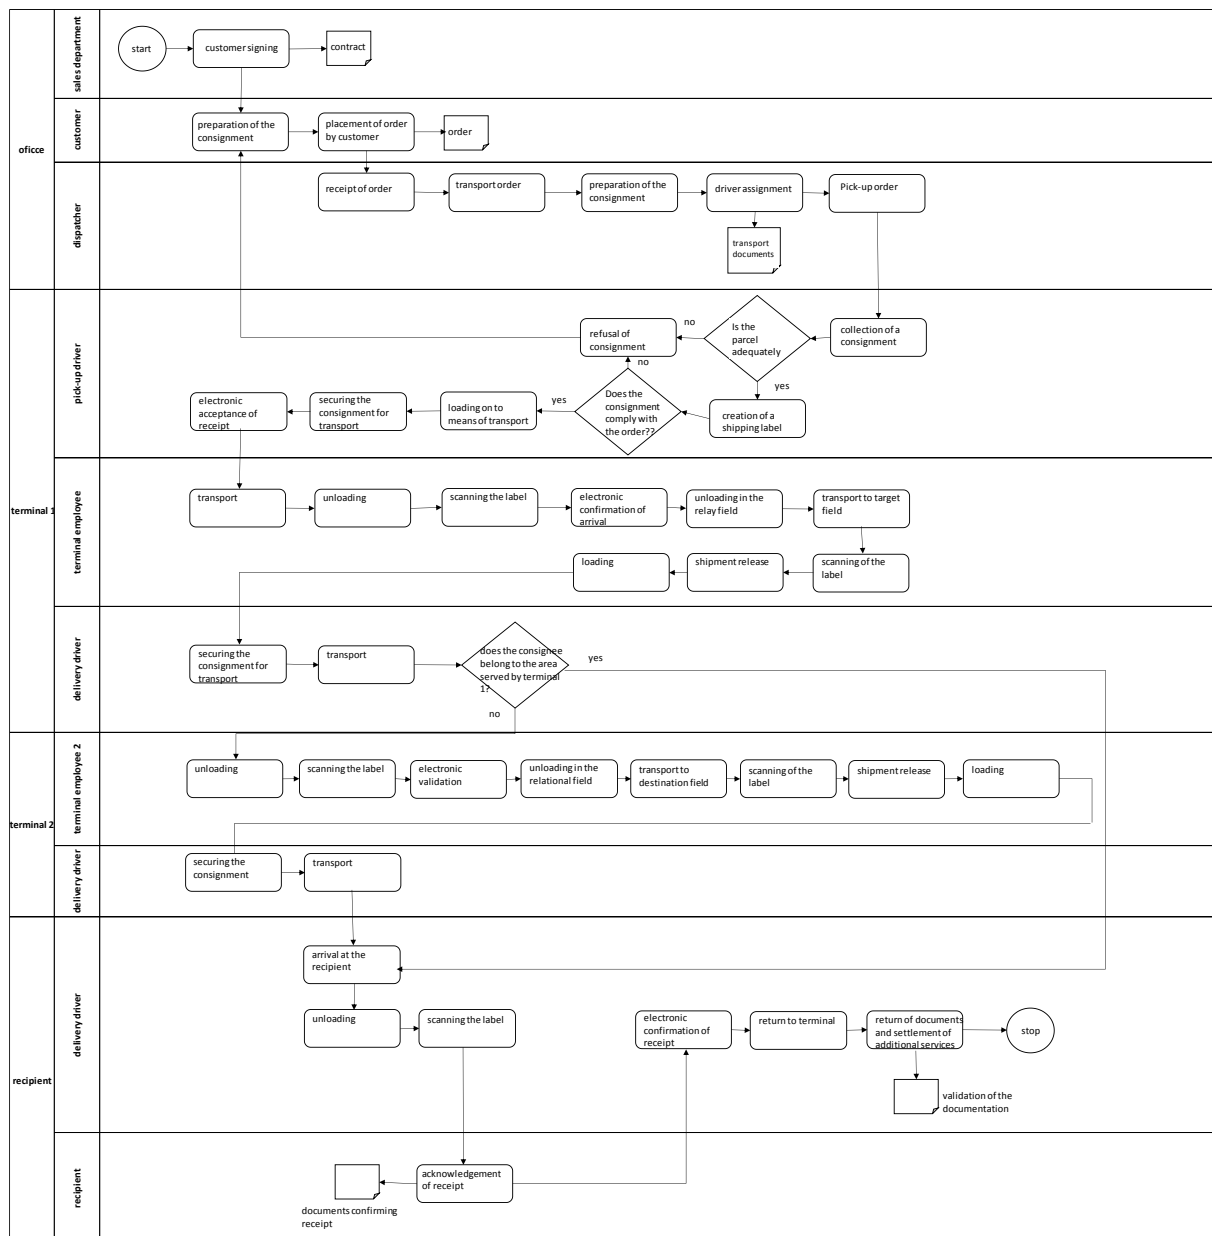 oficce
sales department
start
customer signing
contract
customer
preparation of the
consignment
placement of order
by customer
order
dispatcher
receipt of order
transport order
preparation of the
consignment
driver assignment
Pick-up order
transport
documents
terminal 1
pick-up driver
refusal of
consignment
no
Is the
parcel
adequately
collection of a
consignment
yes
no
electronic
acceptance of
receipt
securing the
consignment for
transport
loading on to
means of transport
yes
Does the
consignment
comply with
the order??
creation of a
shipping label
terminal employee
transport
unloading
scanning the label
electronic
confirmation of
arrival
unloading in the
relay field
transport to target
field
loading
shipment release
scanning of the
label
delivery driver
securing the
consignment for
transport
transport
does the consignee
belong to the area
served by terminal
1?
yes
no
terminal 2
terminal employee 2
unloading
scanning the label
electronic
validation
unloading in the
relational field
transport to
destination field
scanning of the
label
shipment release
loading
delivery driver
securing the
consignment
transport
recipient
delivery driver
arrival at the
recipient
unloading
scanning the label
electronic
confirmation of
receipt
return to terminal
return of documents
and settlement of
additional services
stop
validation of the
documentation
recipient
acknowledgement
of receipt
documents confirming
receipt